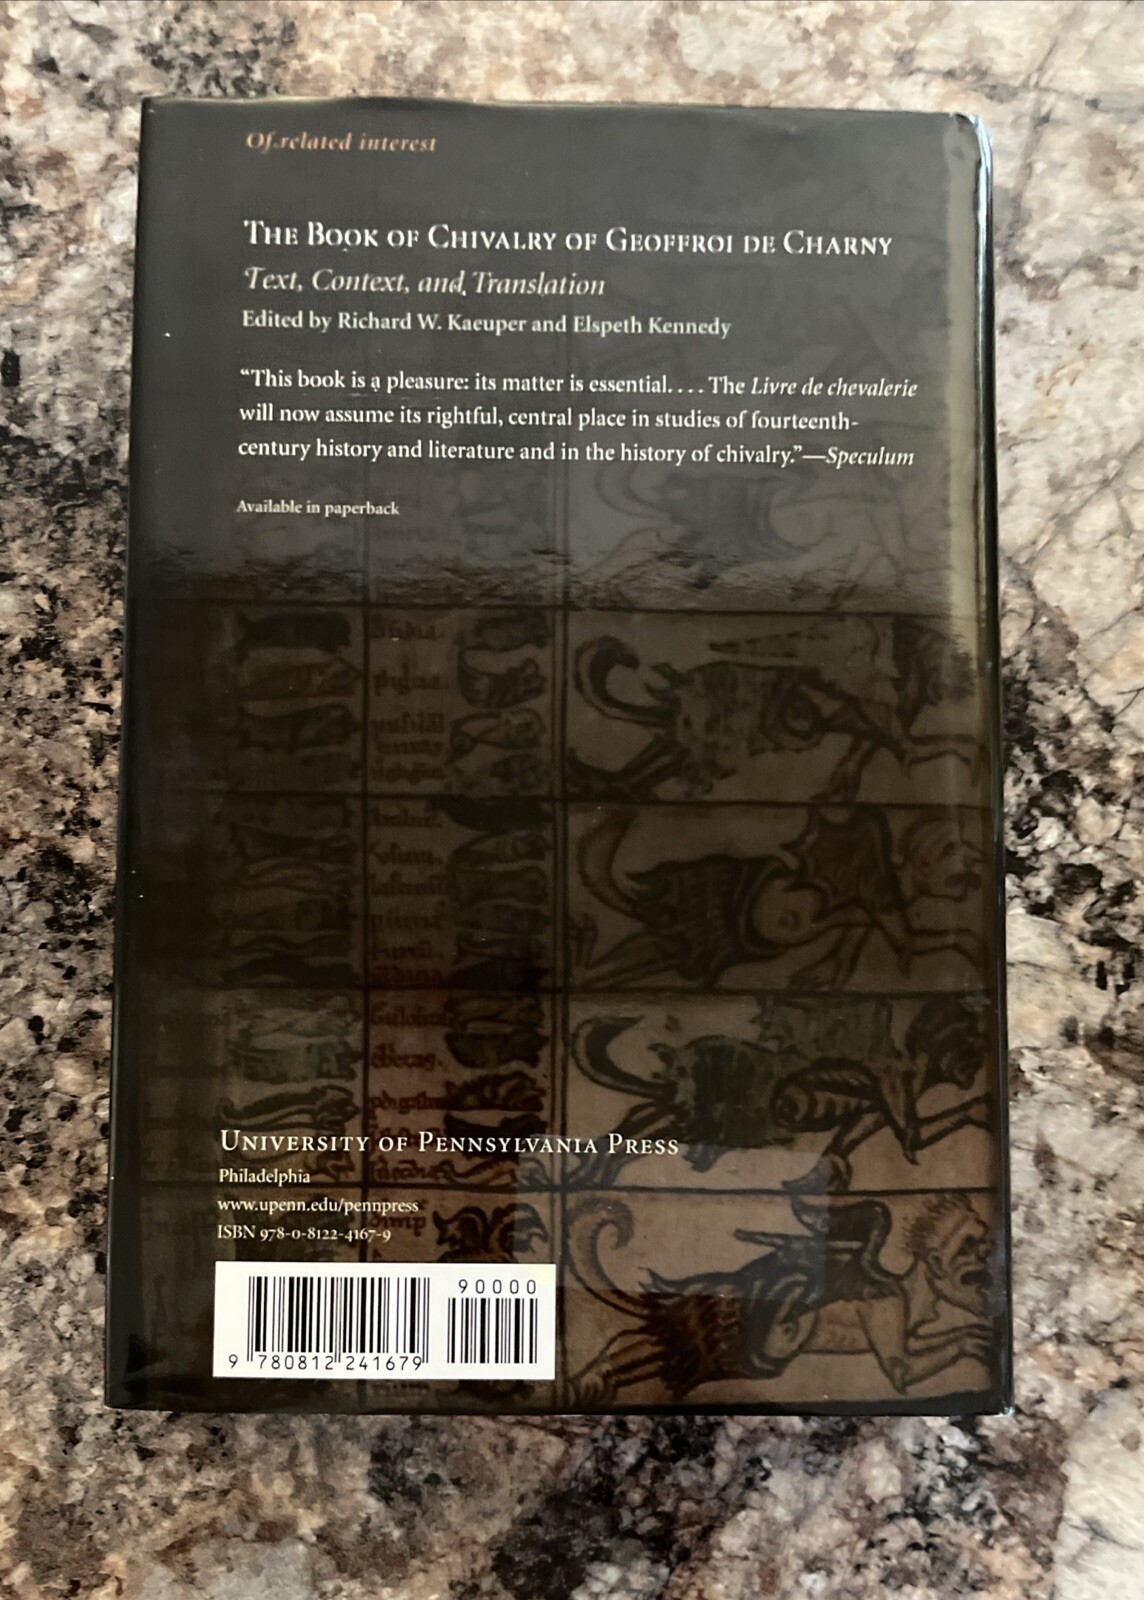 Of related interest
The Book of Chivalry of Geoffroi de Charny
Text, Context, and Translation
Edited by Richard W. Kaeuper and Elspeth Kennedy
“This book is a pleasure: its matter is essential. . . . The Livre de chevalerie
will now assume its rightful, central place in studies of fourteenth-
century history and literature and in the history of chivalry.”—Speculum
Available in paperback
University of Pennsylvania Press
Philadelphia
www.upenn.edu/pennpress
ISBN 978-0-8122-4167-9
90000
9 780812 241679